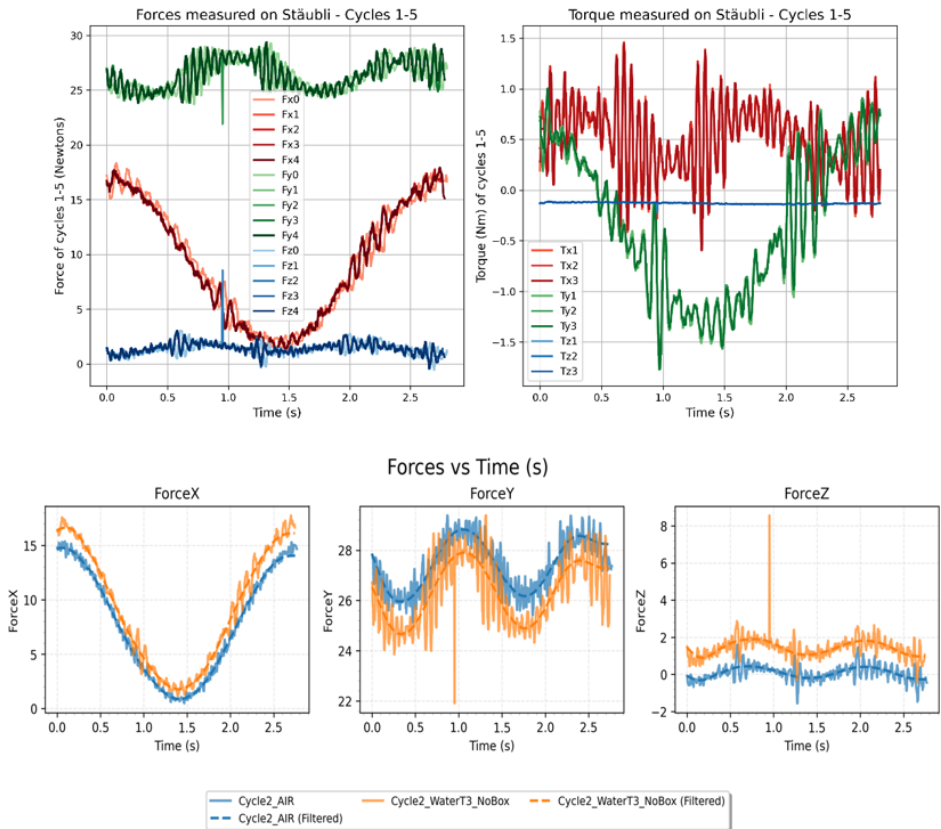 Forces measured on Stäubli - Cycles 1-5
Force of cycles 1-5 (Newtons)
30
25
20
15
10
5
0
Fx0
Fx1
Fx2
Fx3
Fx4
Fy0
Fy1
Fy2
Fy3
Fy4
Fz0
Fz1
Fz2
Fz3
Fz4
0.0 0.5 1.0 1.5 2.0 2.5
Time (s)
Torque measured on Stäubli - Cycles 1-5
Torque (Nm) of cycles 1-5
1.5
1.0
0.5
0.0
−0.5
−1.0
−1.5
Tx1
Tx2
Tx3
Ty1
Ty2
Ty3
Tz1
Tz2
Tz3
0.0 0.5 1.0 1.5 2.0 2.5
Time (s)
Forces vs Time (s)
ForceX
ForceX
15
10
5
0
0.0 0.5 1.0 1.5 2.0 2.5
Time (s)
ForceY
ForceY
28
26
24
22
0.0 0.5 1.0 1.5 2.0 2.5
Time (s)
ForceZ
ForceZ
8
6
4
2
0
−2
0.0 0.5 1.0 1.5 2.0 2.5
Time (s)
Cycle2_AIR
Cycle2_AIR (Filtered)
Cycle2_WaterT3_NoBox
Cycle2_WaterT3_NoBox (Filtered)